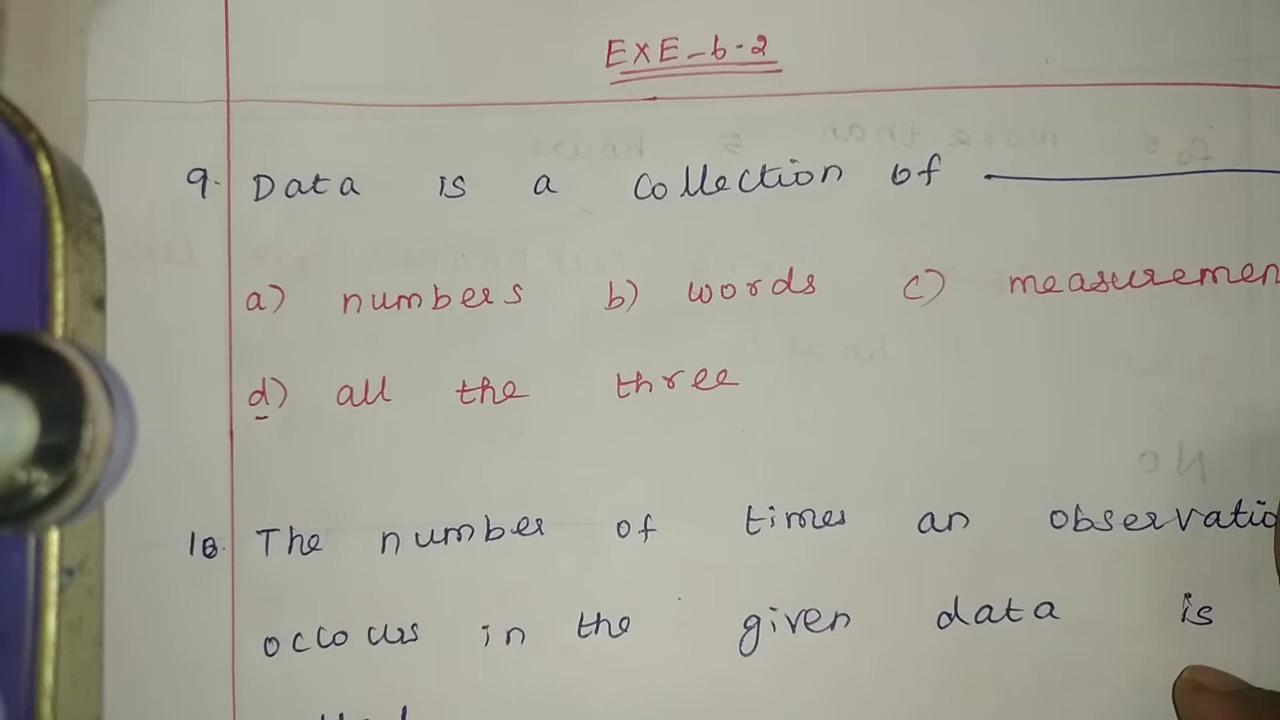 EXE-6.2
9. Data is a Collection of
a) numbers b) words c) measuremen
d) all the three
10. The number of times an observatio
occocus in the given data is